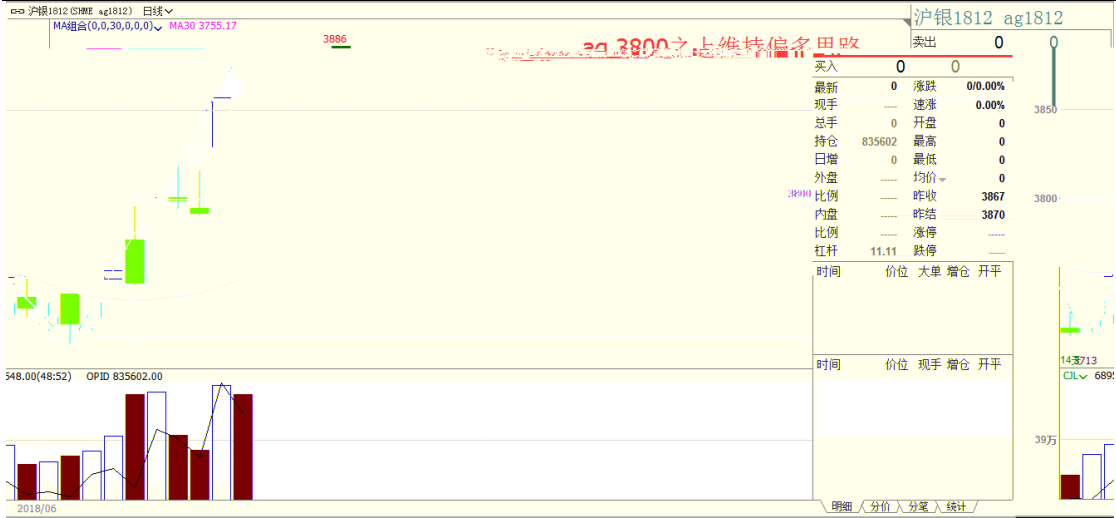 沪银1812 (SHME ag1812) 日线
MA组合(0,0,30,0,0,0) MA30 3755.17
3886
ag 3800之上维持偏多思路
沪银1812 ag1812
卖出 0 0
买入 0 0
最新 0 涨跌 0/0.00%
现手 ---- 速涨 0.00%
总手 0 开盘 0
持仓 835602 最高 0
日增 0 最低 0
外盘 ---- 均价 0
比例 ---- 昨收 3867
内盘 ---- 昨结 3870
比例 ---- 涨停 ----
杠杆 11.11 跌停 ----
3850
3800
3800
时间 价位 大单 增仓 开平
时间 价位 现手 增仓 开平
548.00(48:52) OPID 835602.00
3713
CJL 6895
39万
2018/06
明细 分价 分笔 统计